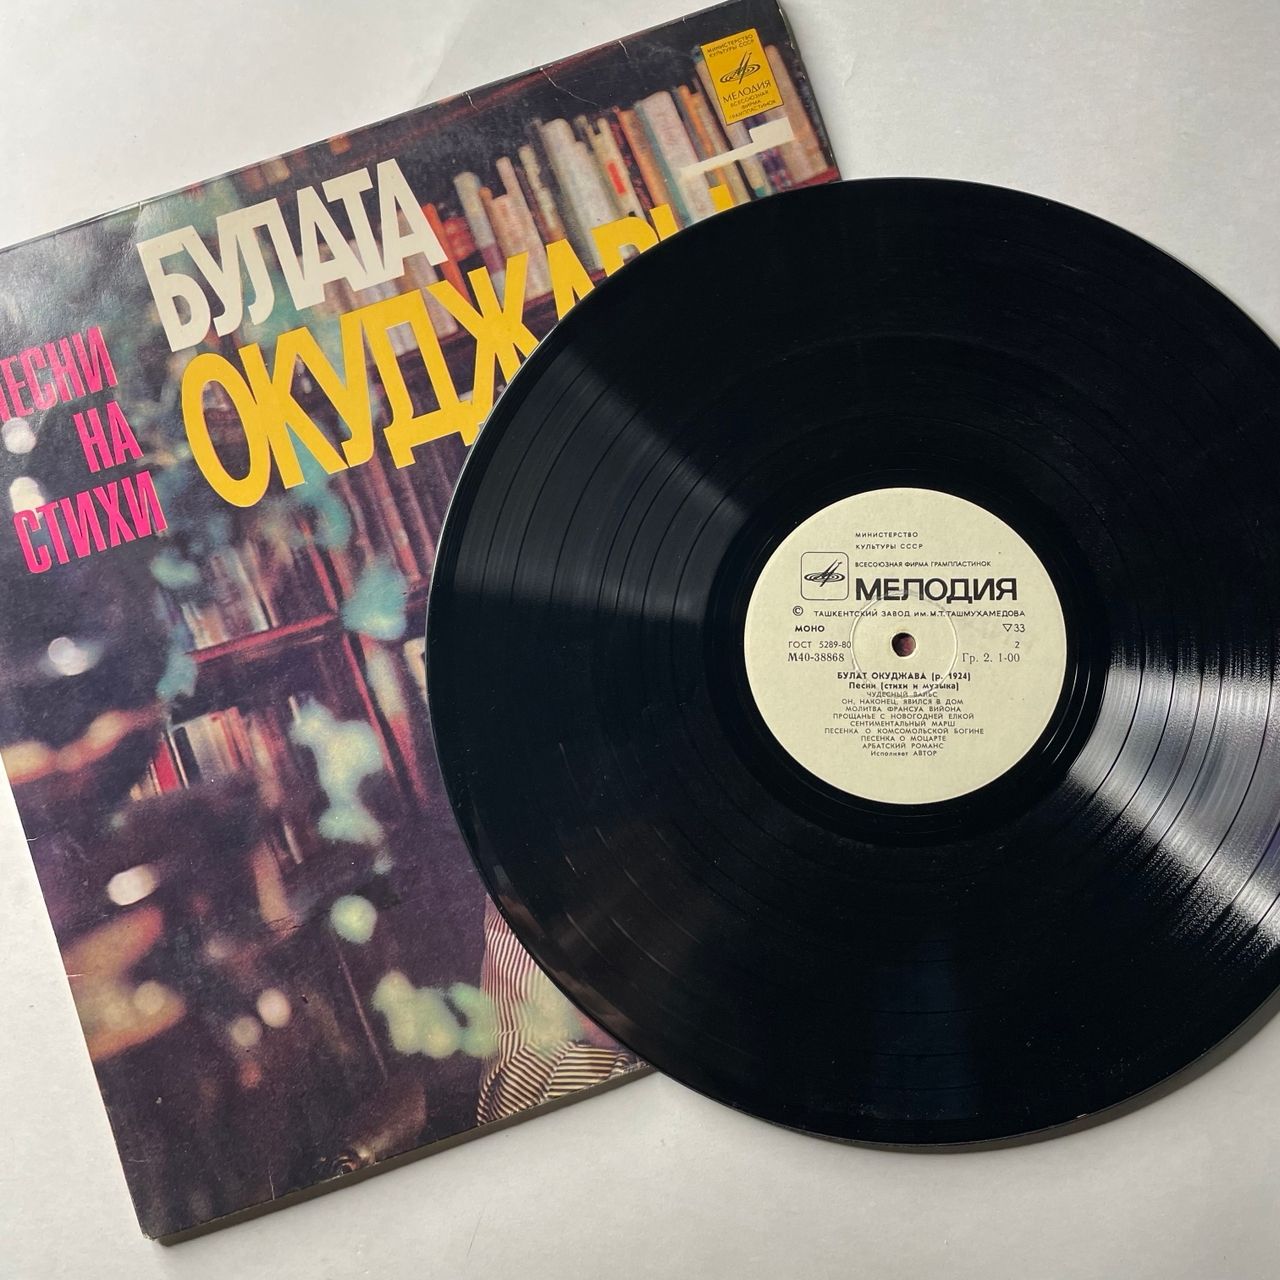 МИНИСТЕРСТВО
КУЛЬТУРЫ СССР
МЕЛОДИЯ
ВСЕСОЮЗНАЯ
ФИРМА
ГРАМПЛАСТИНОК
БУЛАТА
ПЕСНИ
НА
СТИХИ
МИНИСТЕРСТВО
КУЛЬТУРЫ СССР
ВСЕСОЮЗНАЯ ФИРМА ГРАМПЛАСТИНОК
МЕЛОДИЯ
© ТАШКЕНТСКИЙ ЗАВОД ИМ. М.Т. ТАШМУХАМЕДОВА
МОНО ▽33
ГОСТ 5289-80 2
М40-38868 Гр. 2. 1-00
БУЛАТ ОКУДЖАВА (р. 1924)
Песни (стихи и музыка)
ЧУДЕСНЫЙ ВАЛЬС
ОН, НАКОНЕЦ, ЯВИЛСЯ В ДОМ
МОЛИТВА ФРАНСУА ВИЙОНА
ПРОЩАНЬЕ С НОВОГОДНЕЙ ЕЛКОЙ
СЕНТИМЕНТАЛЬНЫЙ МАРШ
ПЕСЕНКА О КОМСОМОЛЬСКОЙ БОГИНЕ
ПЕСЕНКА О МОЦАРТЕ
АРБАТСКИЙ РОМАНС
Исполняет АВТОР